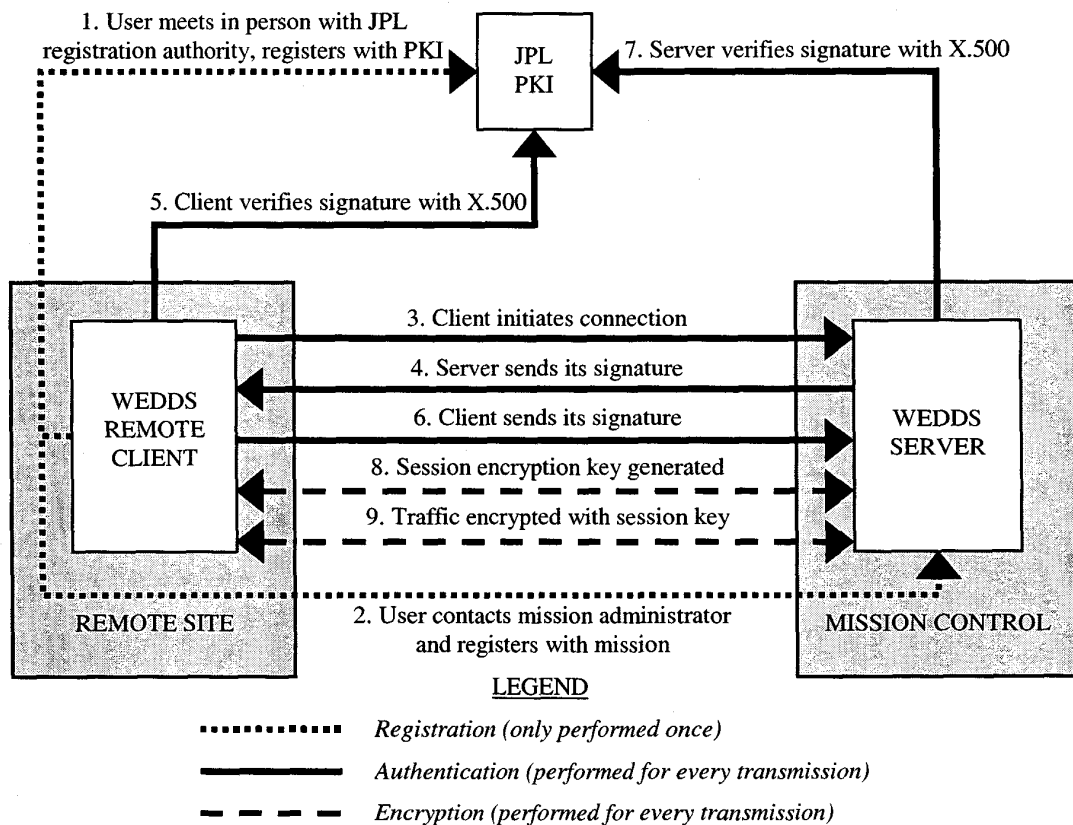 1. User meets in person with JPL
registration authority, registers with PKI
JPL
PKI
7. Server verifies signature with X.500
5. Client verifies signature with X.500
3. Client initiates connection
4. Server sends its signature
6. Client sends its signature
8. Session encryption key generated
9. Traffic encrypted with session key
WEDDS
REMOTE
CLIENT
WEDDS
SERVER
REMOTE SITE
2. User contacts mission administrator
and registers with mission
MISSION CONTROL
LEGEND
Registration (only performed once)
Authentication (performed for every transmission)
Encryption (performed for every transmission)